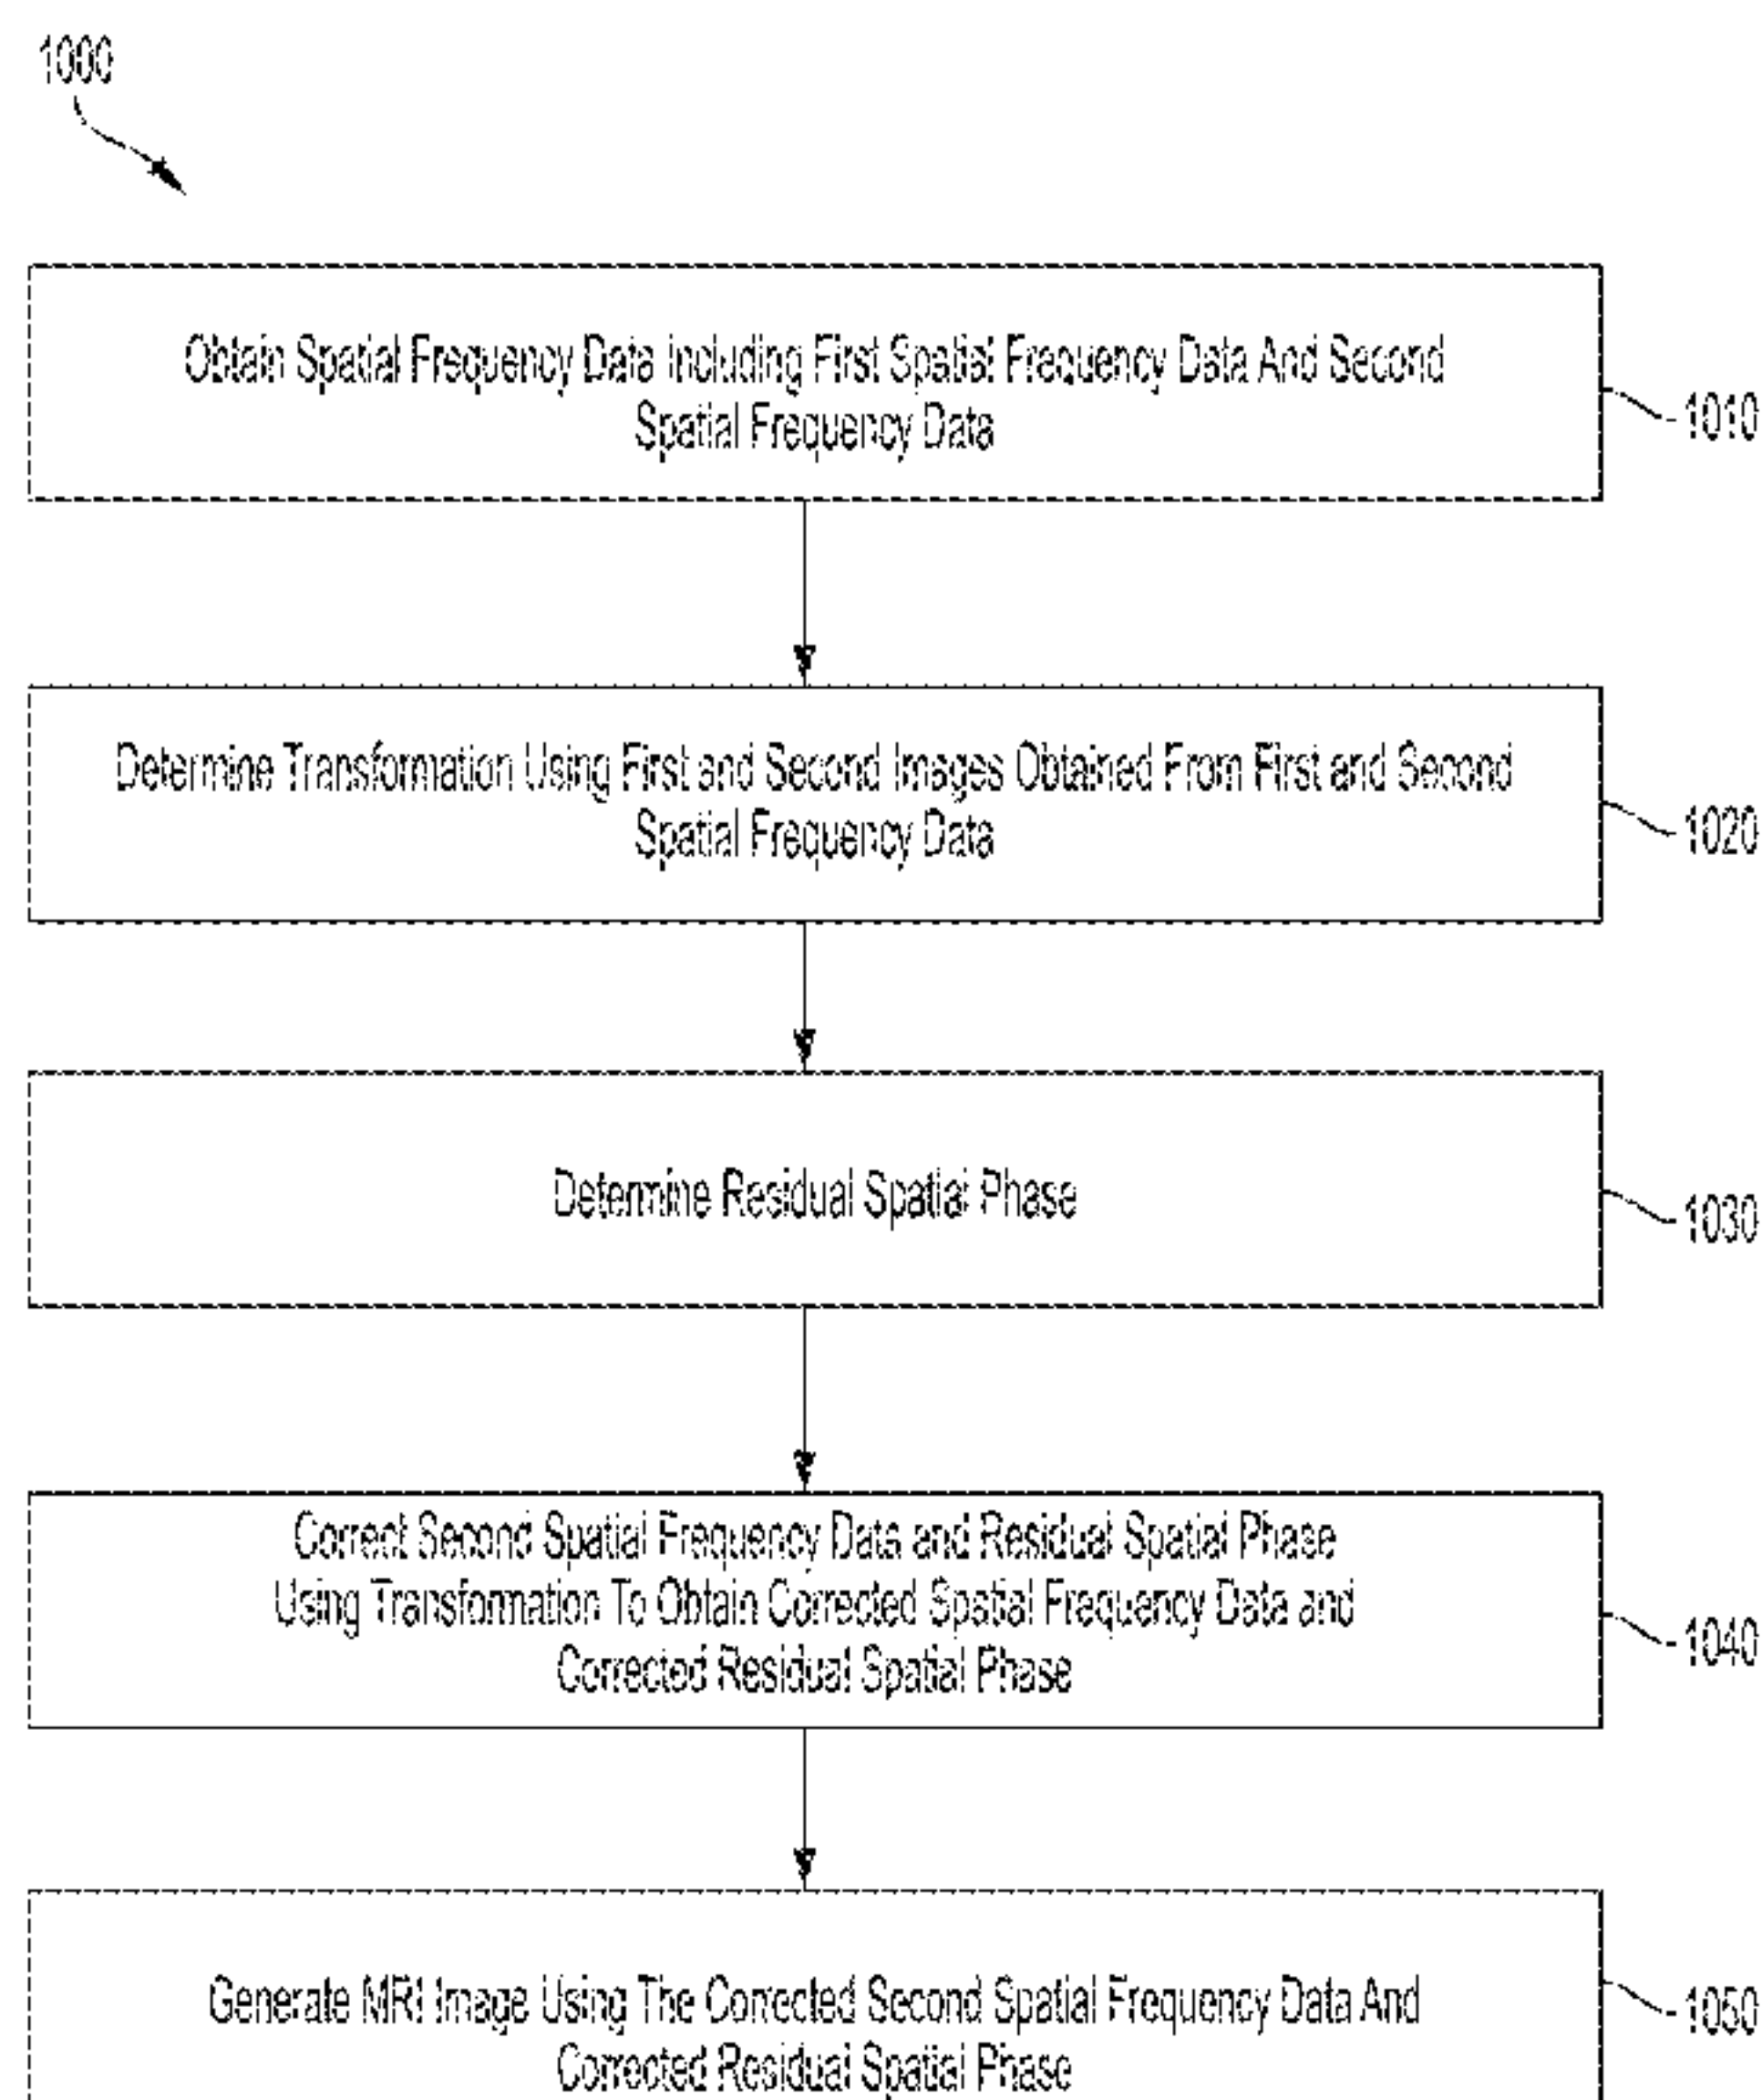 1000
Obtain Spatial Frequency Data Including First Spatial Frequency Data And Second
Spatial Frequency Data
1010
Determine Transformation Using First and Second Images Obtained From First and Second
Spatial Frequency Data
1020
Determine Residual Spatial Phase
1030
Correct Second Spatial Frequency Data and Residual Spatial Phase
Using Transformation To Obtain Corrected Spatial Frequency Data and
Corrected Residual Spatial Phase
1040
Generate MRI Image Using The Corrected Second Spatial Frequency Data And
Corrected Residual Spatial Phase
1050